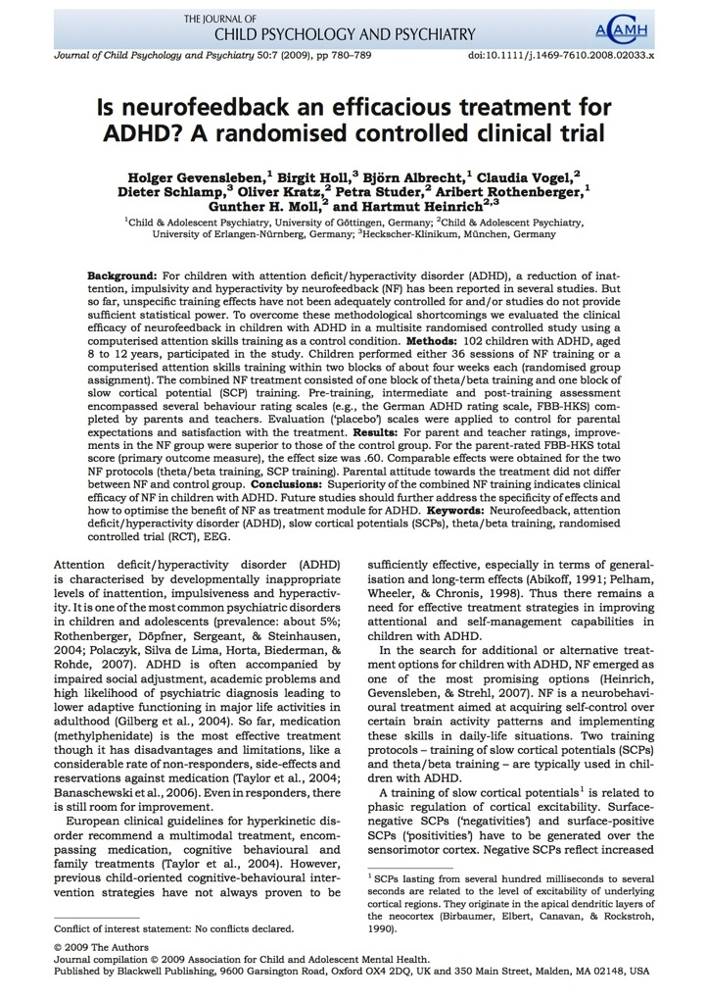 THE JOURNAL OF
CHILD PSYCHOLOGY AND PSYCHIATRY
ACAMH
Journal of Child Psychology and Psychiatry 50:7 (2009), pp 780–789
doi:10.1111/j.1469-7610.2008.02033.x
Is neurofeedback an efficacious treatment for
ADHD? A randomised controlled clinical trial
Holger Gevensleben,¹ Birgit Holl,³ Björn Albrecht,¹ Claudia Vogel,²
Dieter Schlamp,³ Oliver Kratz,² Petra Studer,² Aribert Rothenberger,¹
Gunther H. Moll,² and Hartmut Heinrich²,³
¹Child & Adolescent Psychiatry, University of Göttingen, Germany; ²Child & Adolescent Psychiatry,
University of Erlangen-Nürnberg, Germany; ³Heckscher-Klinikum, München, Germany
Background: For children with attention deficit/hyperactivity disorder (ADHD), a reduction of inat-
tention, impulsivity and hyperactivity by neurofeedback (NF) has been reported in several studies. But
so far, unspecific training effects have not been adequately controlled for and/or studies do not provide
sufficient statistical power. To overcome these methodological shortcomings we evaluated the clinical
efficacy of neurofeedback in children with ADHD in a multisite randomised controlled study using a
computerised attention skills training as a control condition. Methods: 102 children with ADHD, aged
8 to 12 years, participated in the study. Children performed either 36 sessions of NF training or a
computerised attention skills training within two blocks of about four weeks each (randomised group
assignment). The combined NF treatment consisted of one block of theta/beta training and one block of
slow cortical potential (SCP) training. Pre-training, intermediate and post-training assessment
encompassed several behaviour rating scales (e.g., the German ADHD rating scale, FBB-HKS) com-
pleted by parents and teachers. Evaluation (‘placebo’) scales were applied to control for parental
expectations and satisfaction with the treatment. Results: For parent and teacher ratings, improve-
ments in the NF group were superior to those of the control group. For the parent-rated FBB-HKS total
score (primary outcome measure), the effect size was .60. Comparable effects were obtained for the two
NF protocols (theta/beta training, SCP training). Parental attitude towards the treatment did not differ
between NF and control group. Conclusions: Superiority of the combined NF training indicates clinical
efficacy of NF in children with ADHD. Future studies should further address the specificity of effects and
how to optimise the benefit of NF as treatment module for ADHD. Keywords: Neurofeedback, attention
deficit/hyperactivity disorder (ADHD), slow cortical potentials (SCPs), theta/beta training, randomised
controlled trial (RCT), EEG.
Attention deficit/hyperactivity disorder (ADHD)
is characterised by developmentally inappropriate
levels of inattention, impulsiveness and hyperactiv-
ity. It is one of the most common psychiatric disorders
in children and adolescents (prevalence: about 5%;
Rothenberger, Döpfner, Sergeant, & Steinhausen,
2004; Polaczyk, Silva de Lima, Horta, Biederman, &
Rohde, 2007). ADHD is often accompanied by
impaired social adjustment, academic problems and
high likelihood of psychiatric diagnosis leading to
lower adaptive functioning in major life activities in
adulthood (Gilberg et al., 2004). So far, medication
(methylphenidate) is the most effective treatment
though it has disadvantages and limitations, like a
considerable rate of non-responders, side-effects and
reservations against medication (Taylor et al., 2004;
Banaschewski et al., 2006). Even in responders, there
is still room for improvement.
European clinical guidelines for hyperkinetic dis-
order recommend a multimodal treatment, encom-
passing medication, cognitive behavioural and
family treatments (Taylor et al., 2004). However,
previous child-oriented cognitive-behavioural inter-
vention strategies have not always proven to be
Conflict of interest statement: No conflicts declared.
sufficiently effective, especially in terms of general-
isation and long-term effects (Abikoff, 1991; Pelham,
Wheeler, & Chronis, 1998). Thus there remains a
need for effective treatment strategies in improving
attentional and self-management capabilities in
children with ADHD.
In the search for additional or alternative treat-
ment options for children with ADHD, NF emerged as
one of the most promising options (Heinrich,
Gevensleben, & Strehl, 2007). NF is a neurobehavi-
oural treatment aimed at acquiring self-control over
certain brain activity patterns and implementing
these skills in daily-life situations. Two training
protocols – training of slow cortical potentials (SCPs)
and theta/beta training – are typically used in chil-
dren with ADHD.
A training of slow cortical potentials¹ is related to
phasic regulation of cortical excitability. Surface-
negative SCPs (‘negativities’) and surface-positive
SCPs (‘positivities’) have to be generated over the
sensorimotor cortex. Negative SCPs reflect increased
¹ SCPs lasting from several hundred milliseconds to several
seconds are related to the level of excitability of underlying
cortical regions. They originate in the apical dendritic layers of
the neocortex (Birbaumer, Elbert, Canavan, & Rockstroh,
1990).
© 2009 The Authors
Journal compilation © 2009 Association for Child and Adolescent Mental Health.
Published by Blackwell Publishing, 9600 Garsington Road, Oxford OX4 2DQ, UK and 350 Main Street, Malden, MA 02148, USA